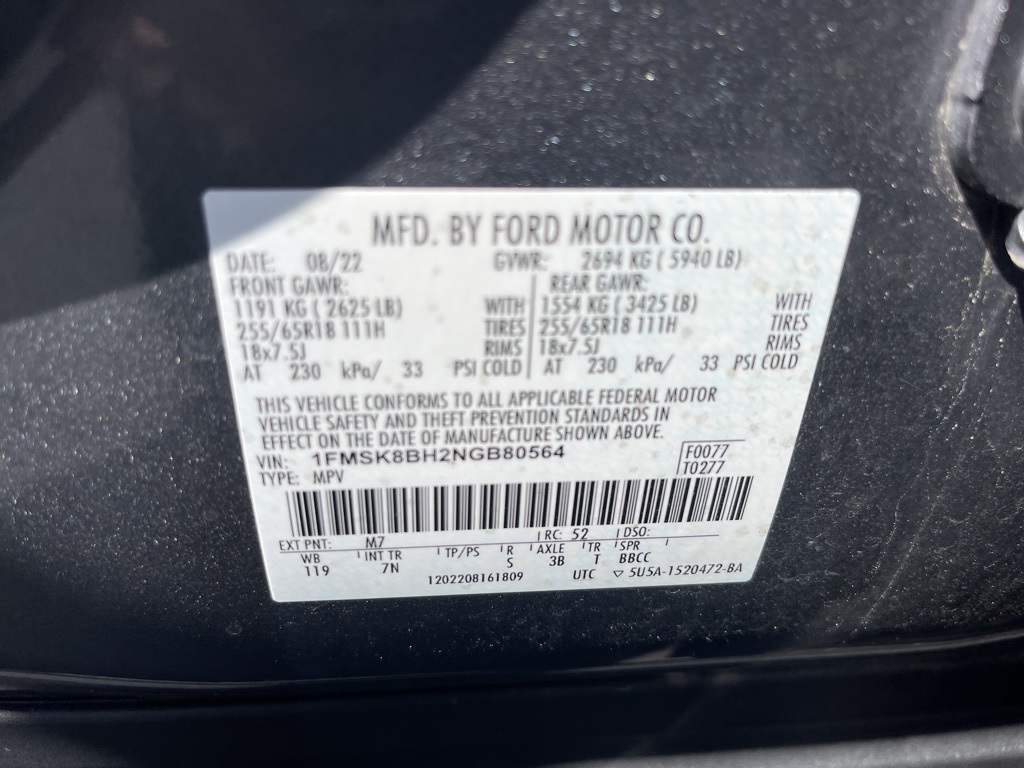 MFD. BY FORD MOTOR CO.
DATE: 08/22 GVWR: 2694 KG ( 5940 LB)
FRONT GAWR: REAR GAWR:
1191 KG ( 2625 LB) WITH 1554 KG ( 3425 LB) WITH
255/65R18 111H TIRES 255/65R18 111H TIRES
18x7.5J RIMS 18x7.5J RIMS
AT 230 kPa/ 33 PSI COLD AT 230 kPa/ 33 PSI COLD
THIS VEHICLE CONFORMS TO ALL APPLICABLE FEDERAL MOTOR
VEHICLE SAFETY AND THEFT PREVENTION STANDARDS IN
EFFECT ON THE DATE OF MANUFACTURE SHOWN ABOVE.
VIN: 1FMSK8BH2NGB80564 F0077
TYPE: MPV T0277
EXT PNT: M7 RC: 52 DSO:
WB INT TR TP/PS R AXLE TR SPR
119 7N S 3B T BBCC
1202208161809 UTC ▽ 5U5A-1520472-BA